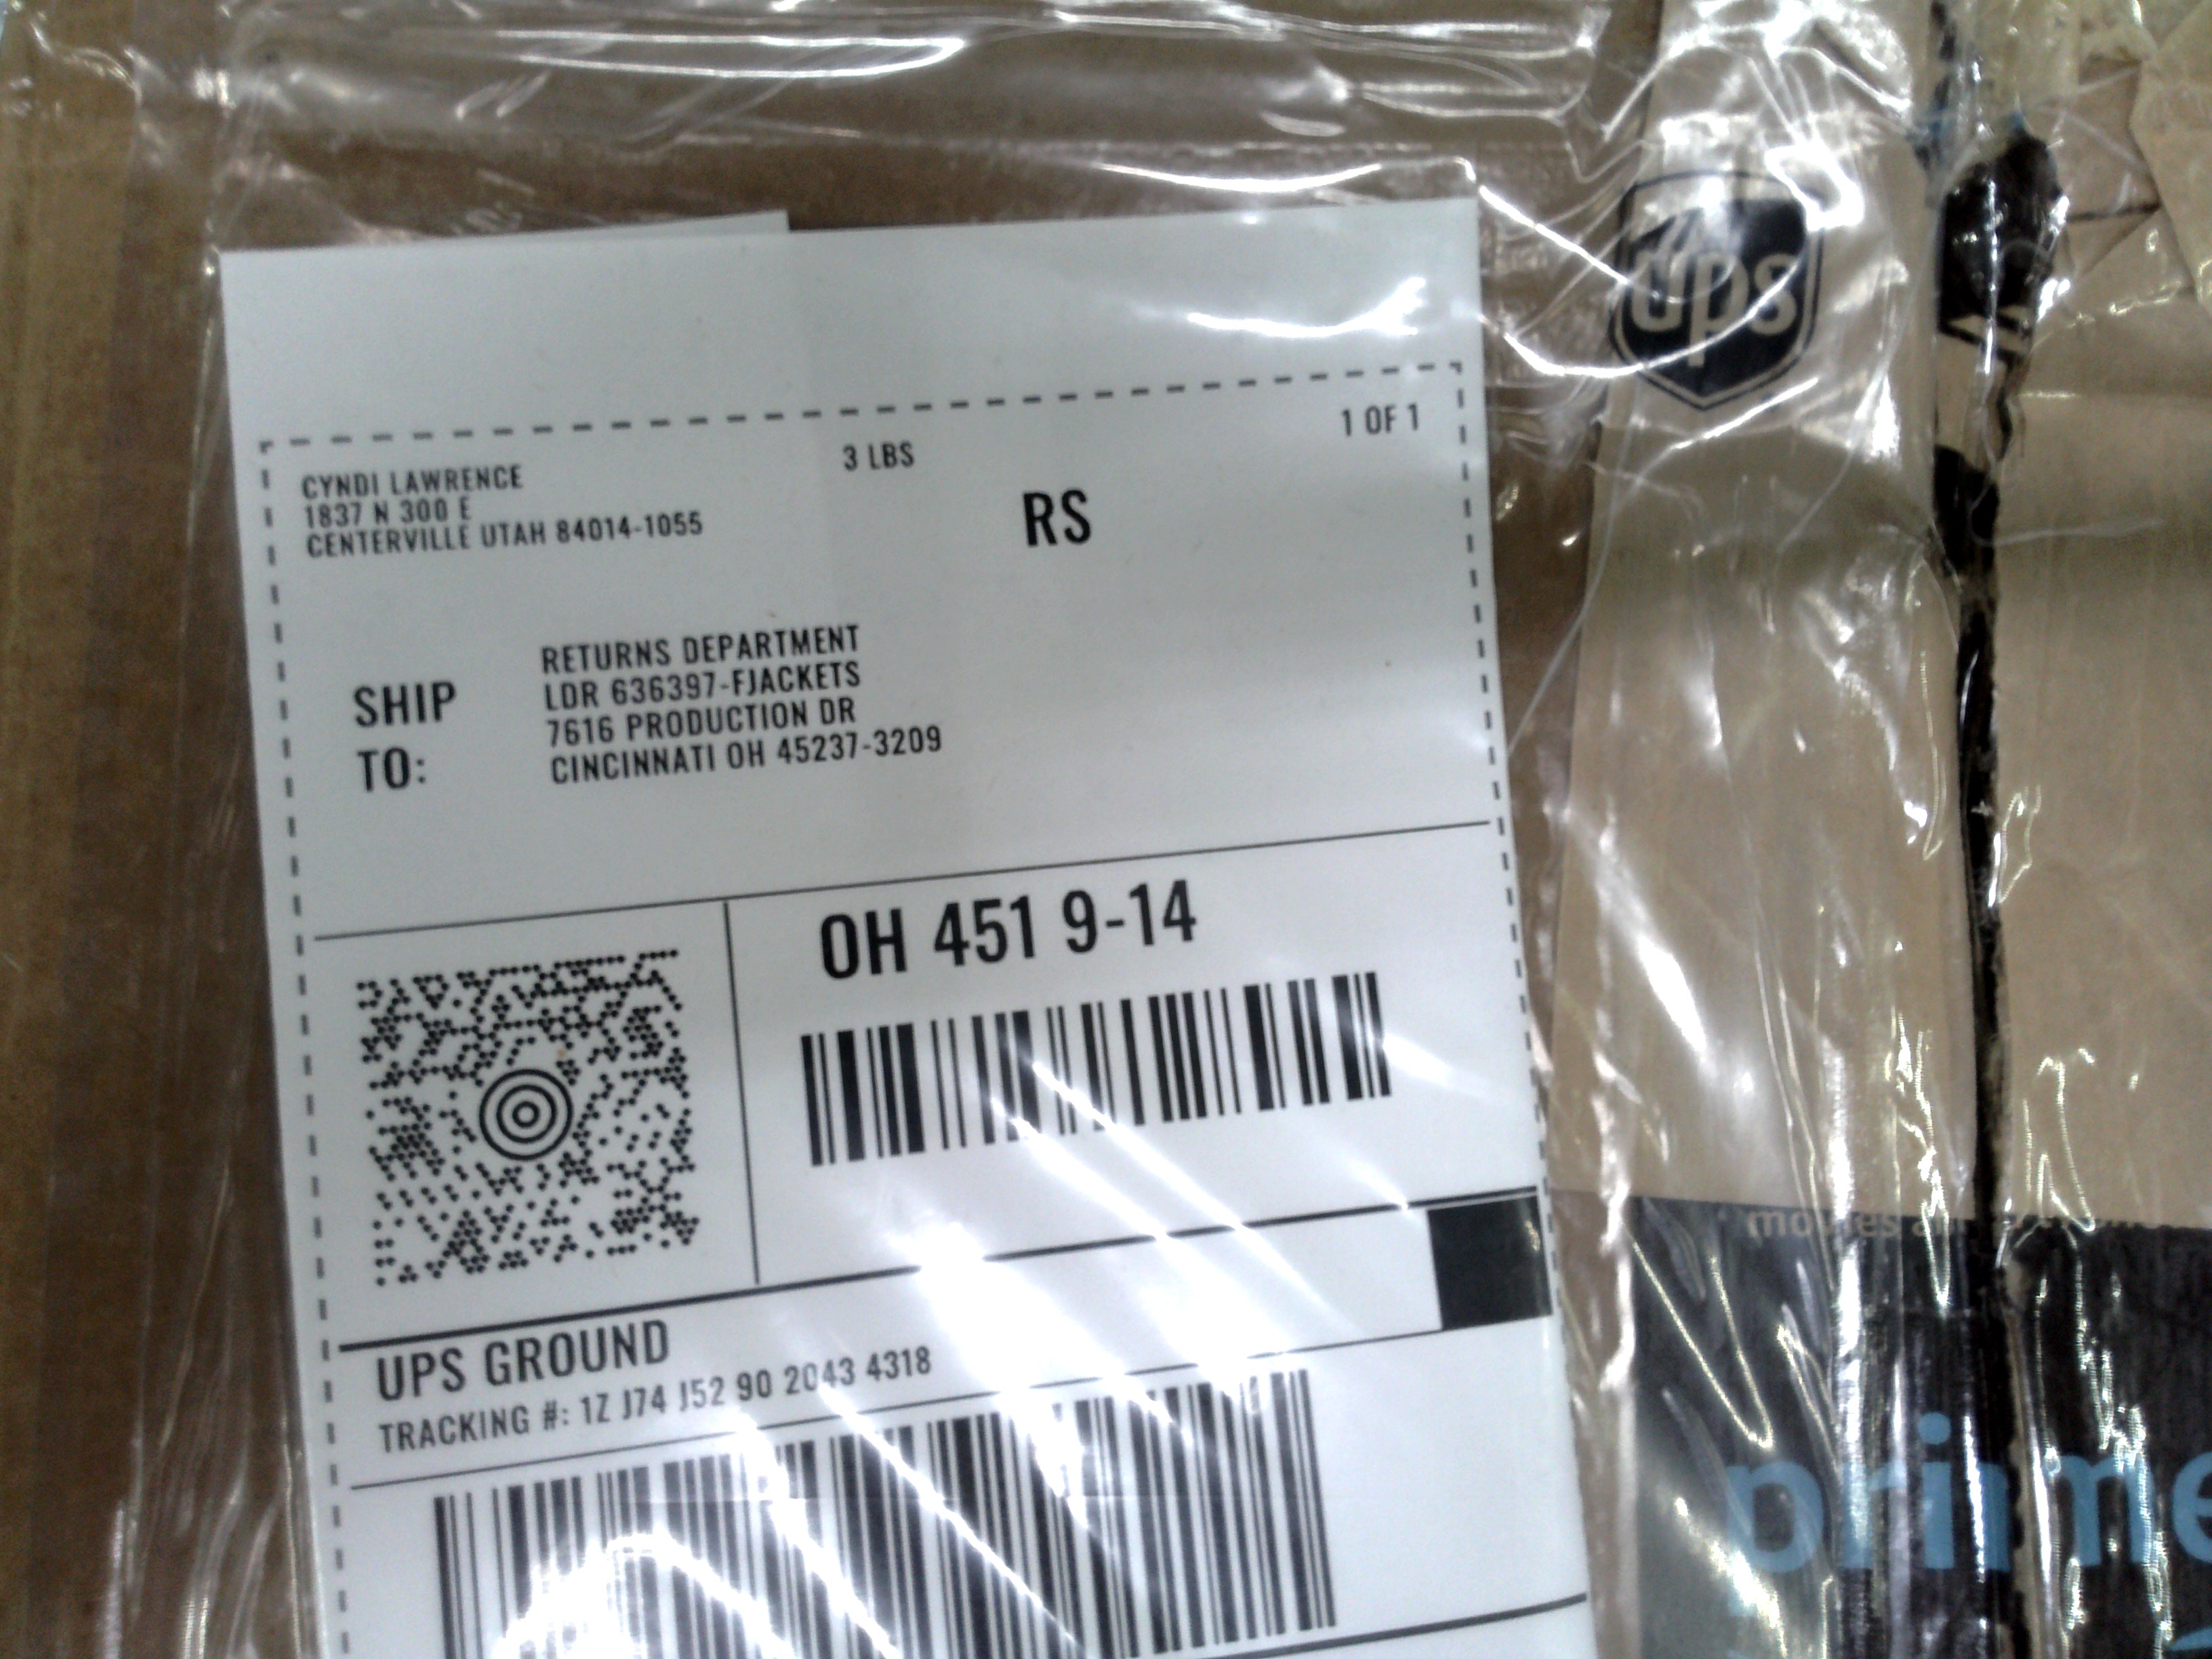 ups
1 OF 1
3 LBS
CYNDI LAWRENCE
1837 N 300 E
CENTERVILLE UTAH 84014-1055
RS
SHIP
TO:
RETURNS DEPARTMENT
LDR 636397-FJACKETS
7616 PRODUCTION DR
CINCINNATI OH 45237-3209
OH 451 9-14
UPS GROUND
TRACKING #: 1Z J74 J52 90 2043 4318
movies
prime